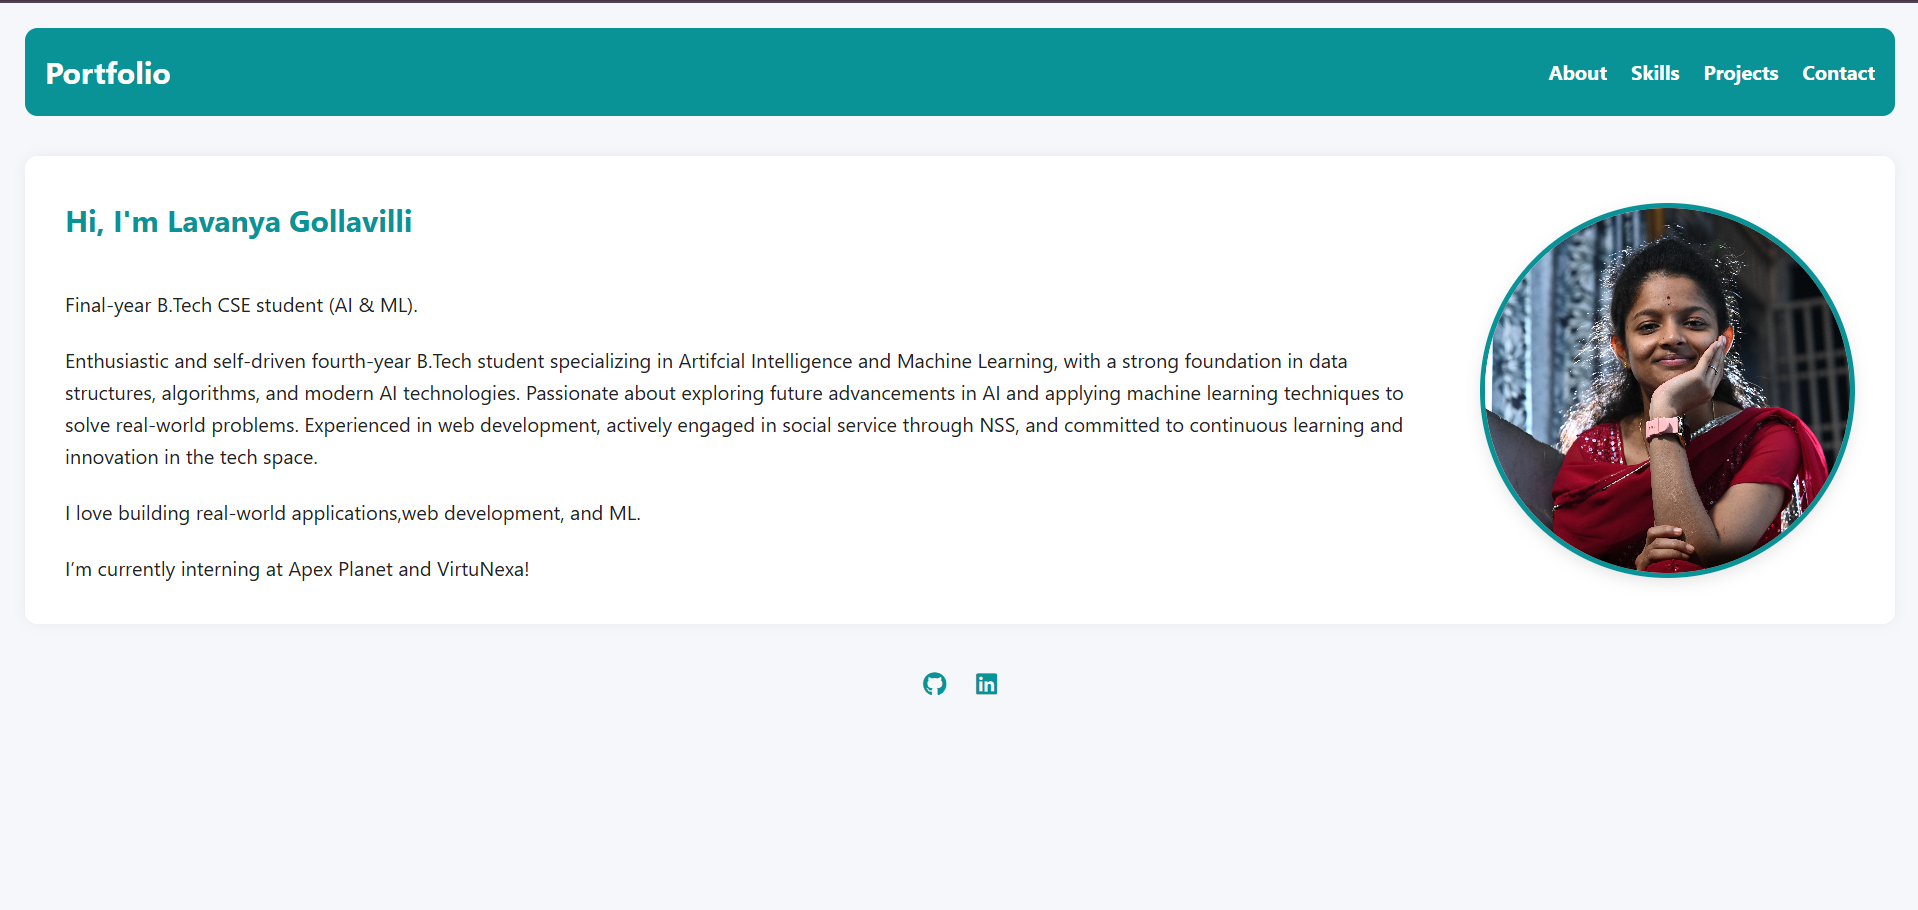 Portfolio
About Skills Projects Contact
Hi, I'm Lavanya Gollavilli
Final-year B.Tech CSE student (AI & ML).
Enthusiastic and self-driven fourth-year B.Tech student specializing in Artifcial Intelligence and Machine Learning, with a strong foundation in data
structures, algorithms, and modern AI technologies. Passionate about exploring future advancements in AI and applying machine learning techniques to
solve real-world problems. Experienced in web development, actively engaged in social service through NSS, and committed to continuous learning and
innovation in the tech space.
I love building real-world applications,web development, and ML.
I’m currently interning at Apex Planet and VirtuNexa!
in